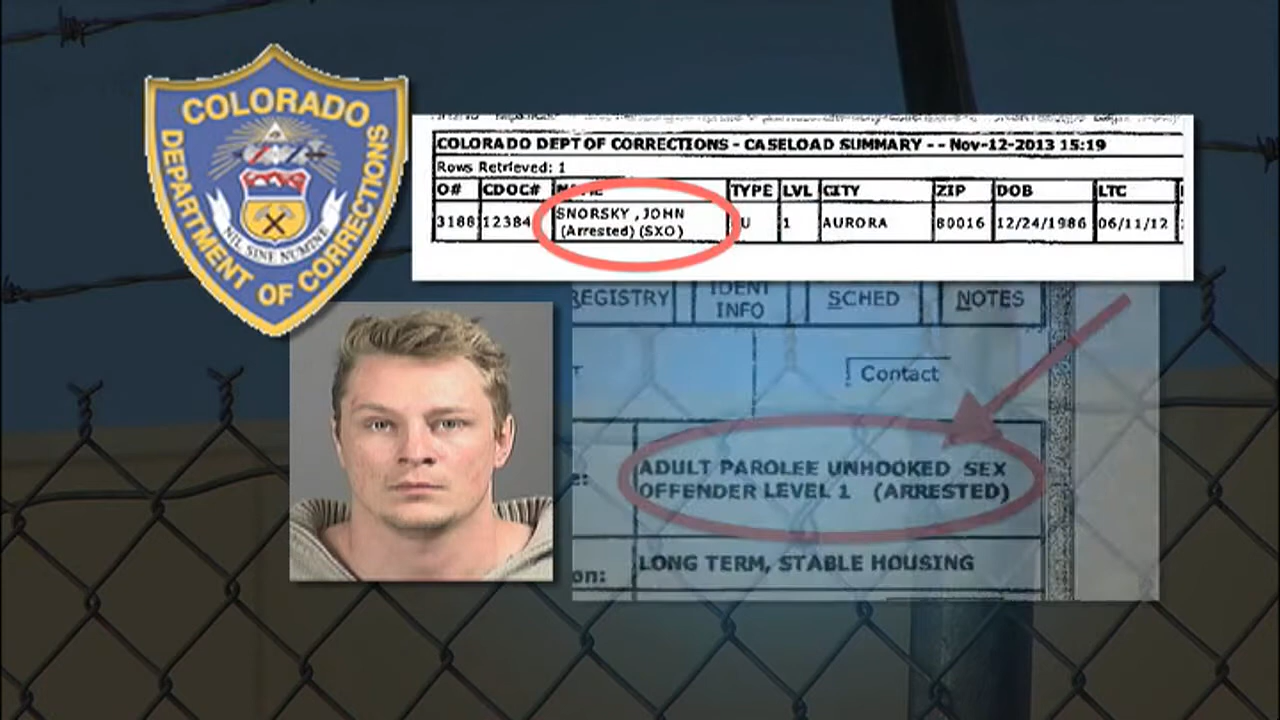 COLORADO
DEPARTMENT OF CORRECTIONS
NIL SINE NUMINE
COLORADO DEPT OF CORRECTIONS - CASELOAD SUMMARY - - Nov-12-2013 15:19
Rows Retrieved: 1
O# CDOC# NAME TYPE LVL CITY ZIP DOB LTC
3188 12384 SNORSKY , JOHN 1 AURORA 80016 12/24/1986 06/11/12
(Arrested) (SXO)
REGISTRY IDENT INFO SCHED NOTES
Contact
ADULT PAROLEE UNHOOKED SEX
OFFENDER LEVEL 1 (ARRESTED)
on: LONG TERM, STABLE HOUSING